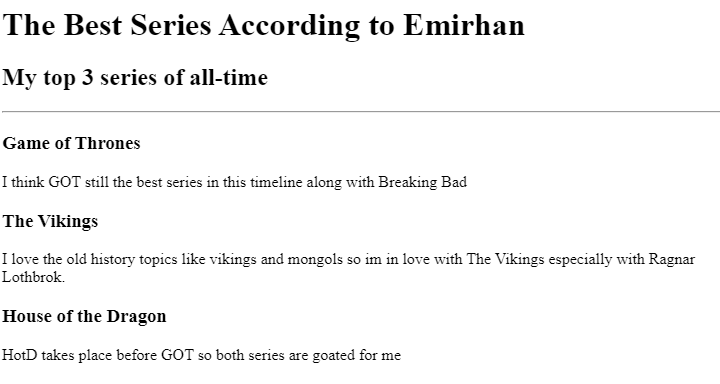 The Best Series According to Emirhan
My top 3 series of all-time
Game of Thrones
I think GOT still the best series in this timeline along with Breaking Bad
The Vikings
I love the old history topics like vikings and mongols so im in love with The Vikings especially with Ragnar
Lothbrok.
House of the Dragon
HotD takes place before GOT so both series are goated for me